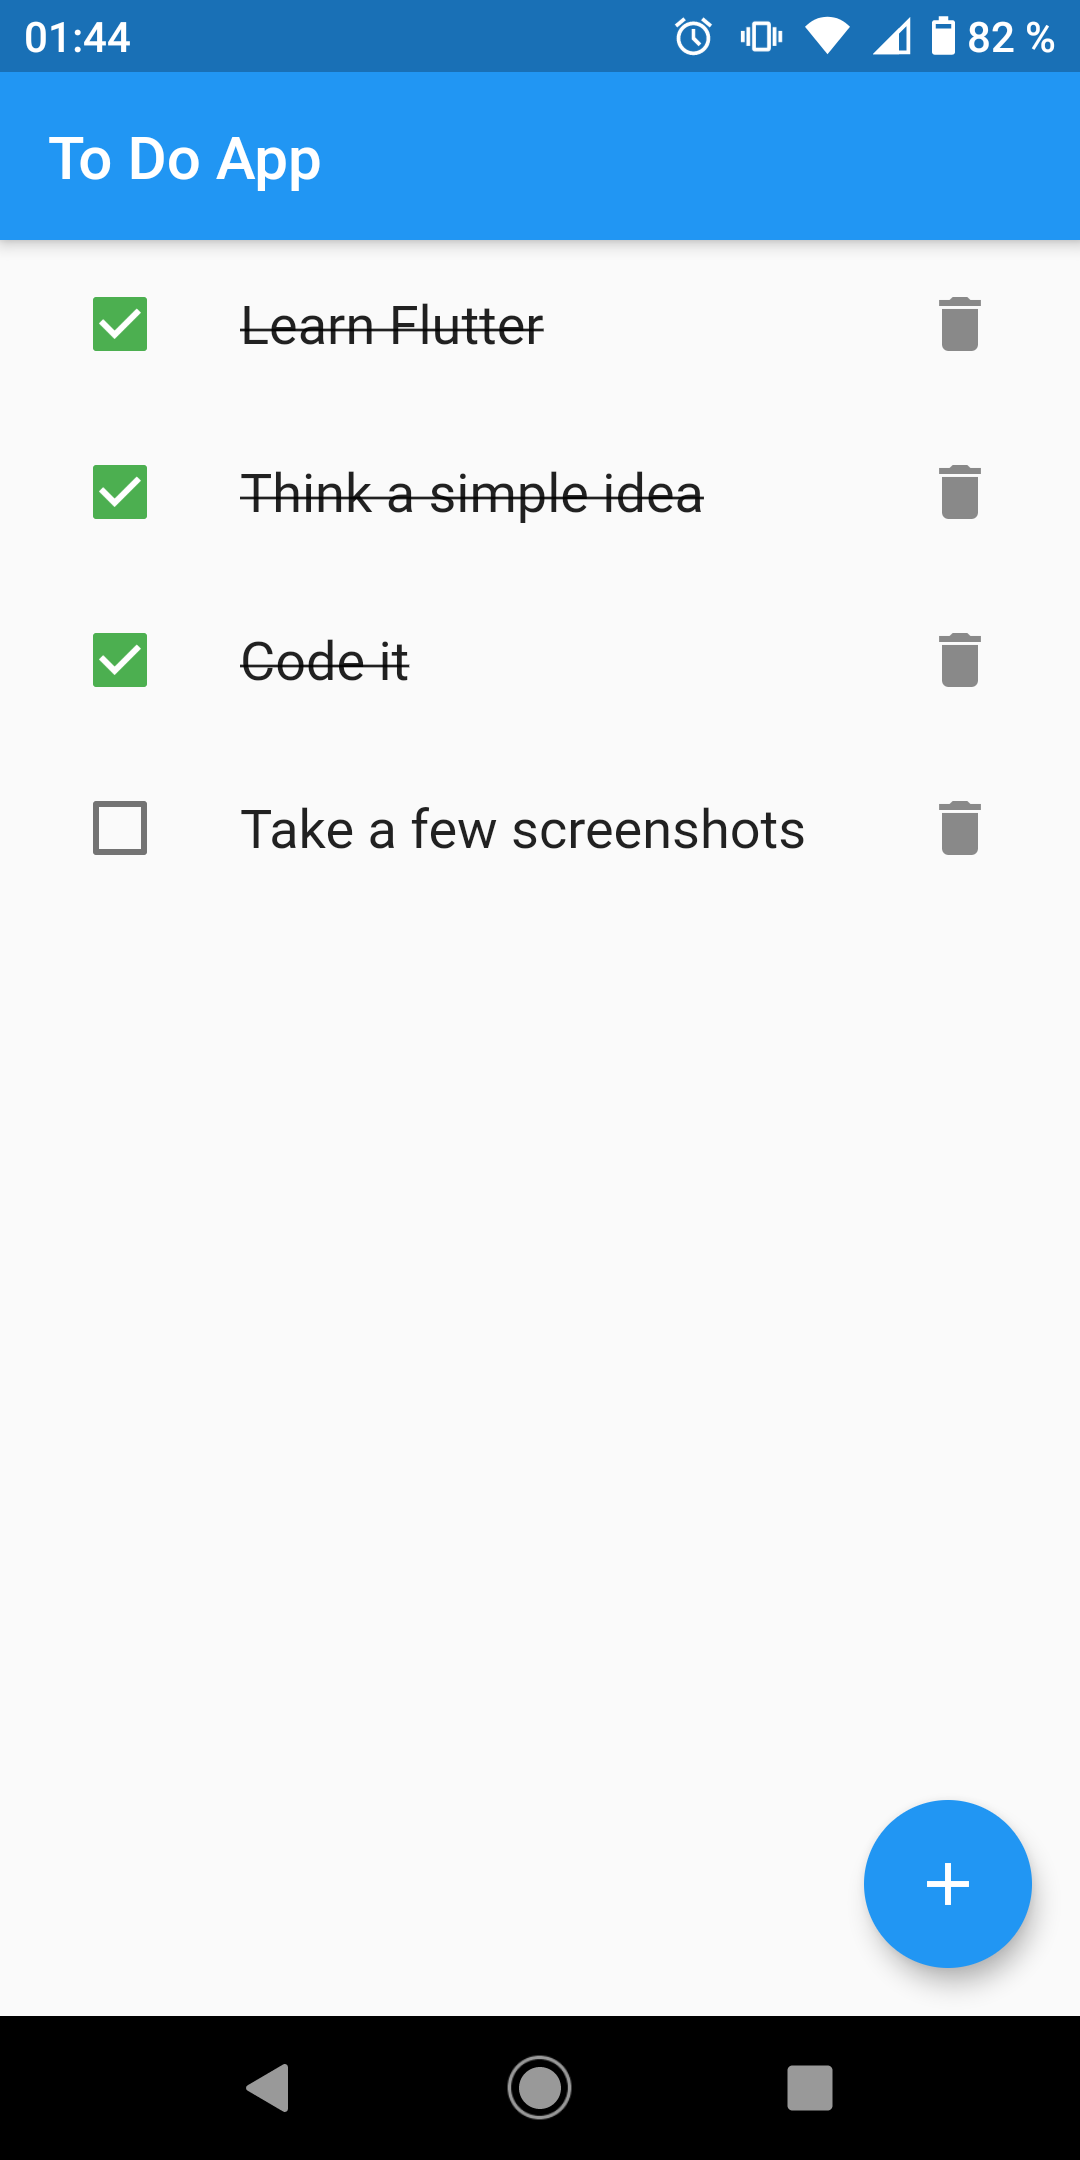 01:44 82 %
To Do App
Learn Flutter
Think a simple idea
Code it
Take a few screenshots